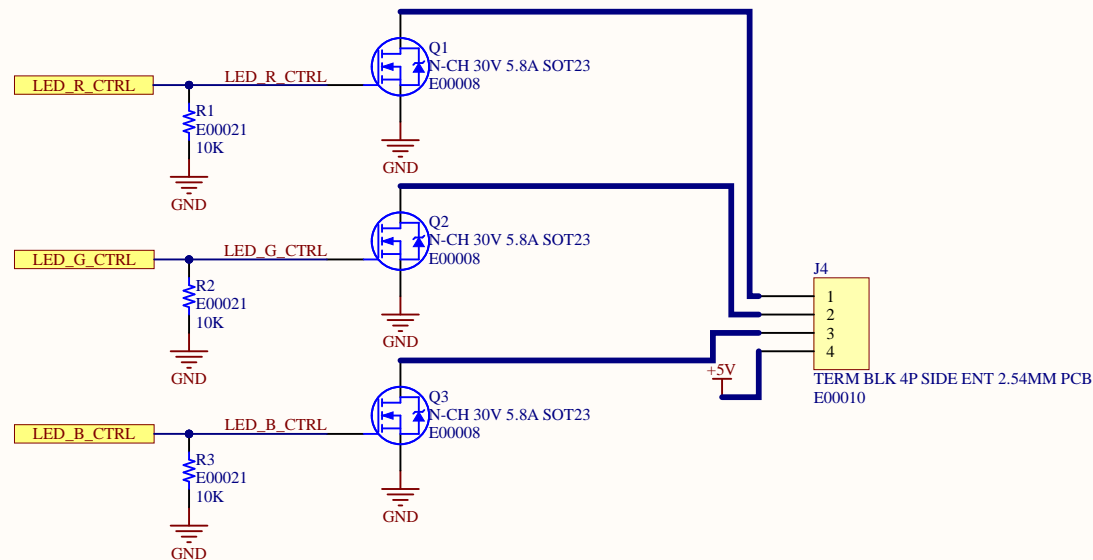 Q1
N-CH 30V 5.8A SOT23
E00008
LED_R_CTRL
LED_R_CTRL
R1
E00021
10K
GND
GND
Q2
N-CH 30V 5.8A SOT23
E00008
LED_G_CTRL
LED_G_CTRL
R2
E00021
10K
GND
GND
J4
1
2
3
4
+5V
TERM BLK 4P SIDE ENT 2.54MM PCB
E00010
Q3
N-CH 30V 5.8A SOT23
E00008
LED_B_CTRL
LED_B_CTRL
R3
E00021
10K
GND
GND